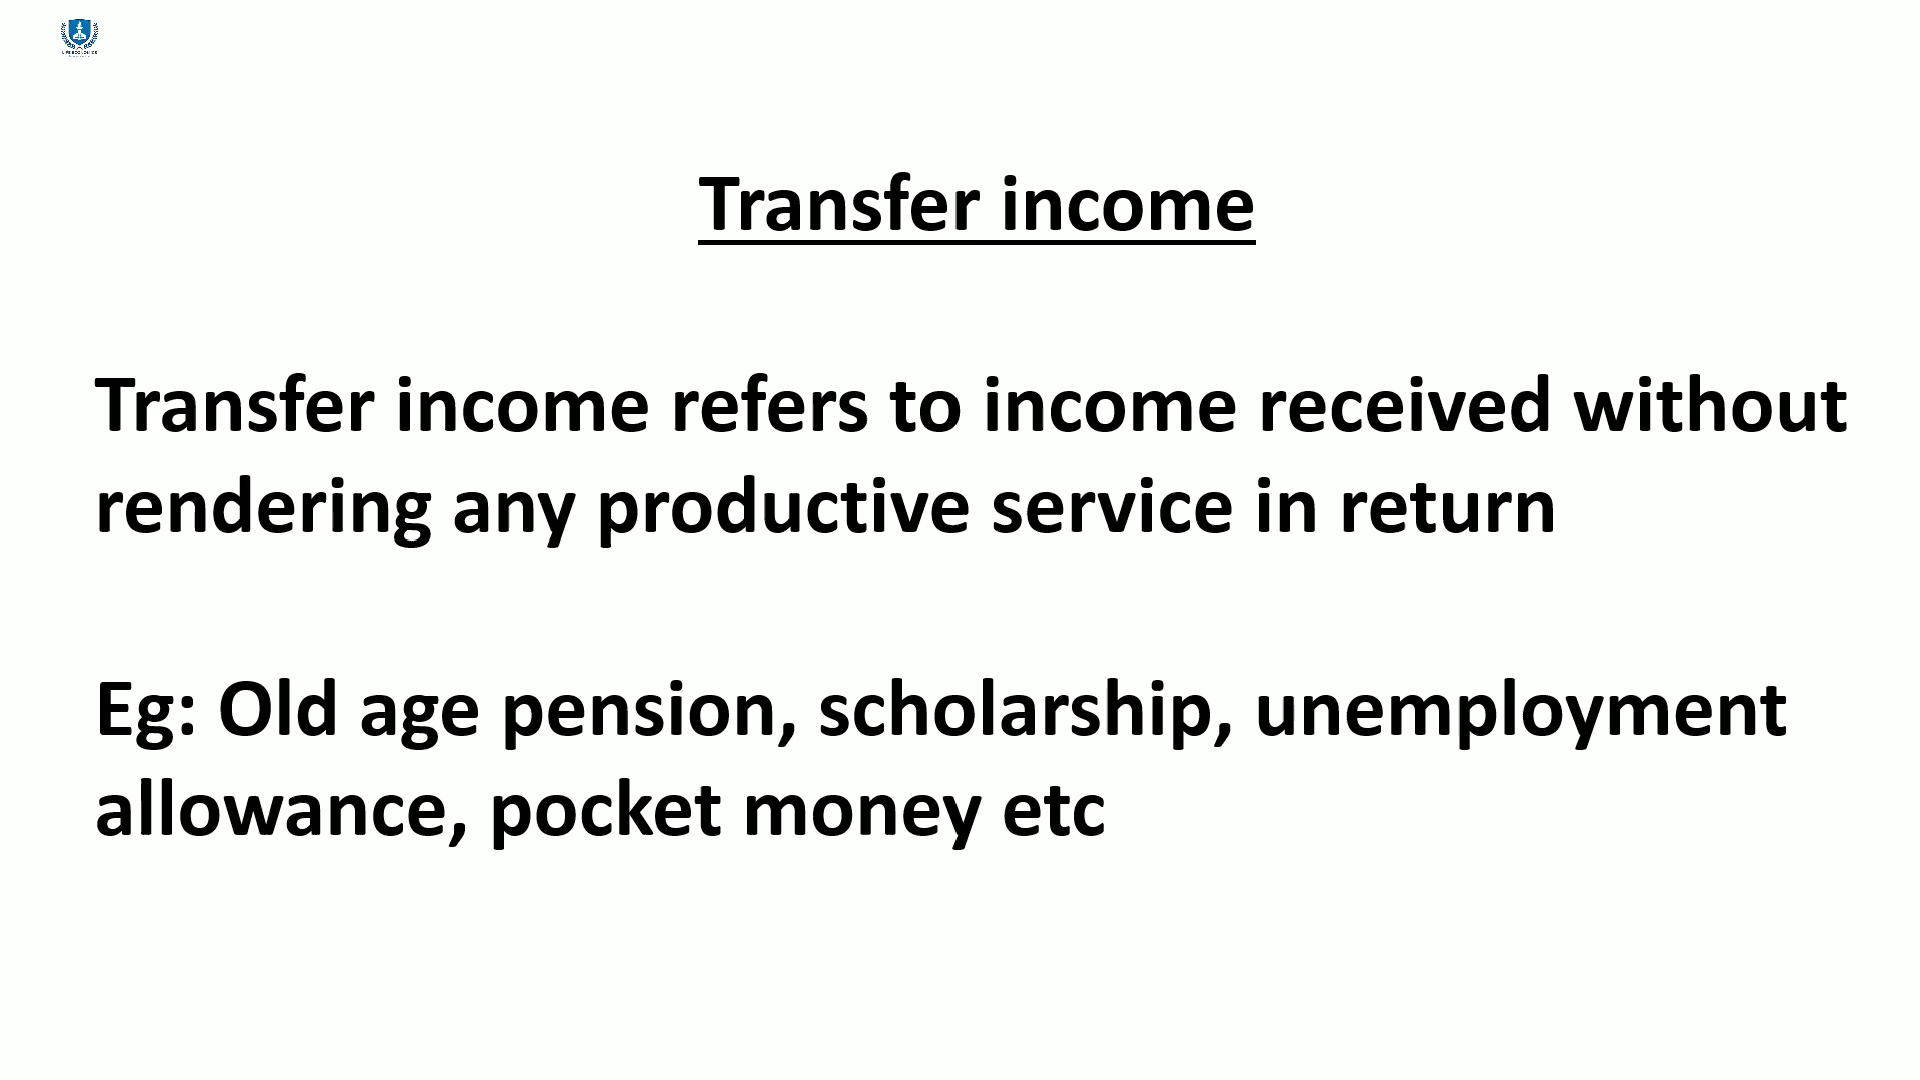 Transfer income
Transfer income refers to income received without
rendering any productive service in return
Eg: Old age pension, scholarship, unemployment
allowance, pocket money etc